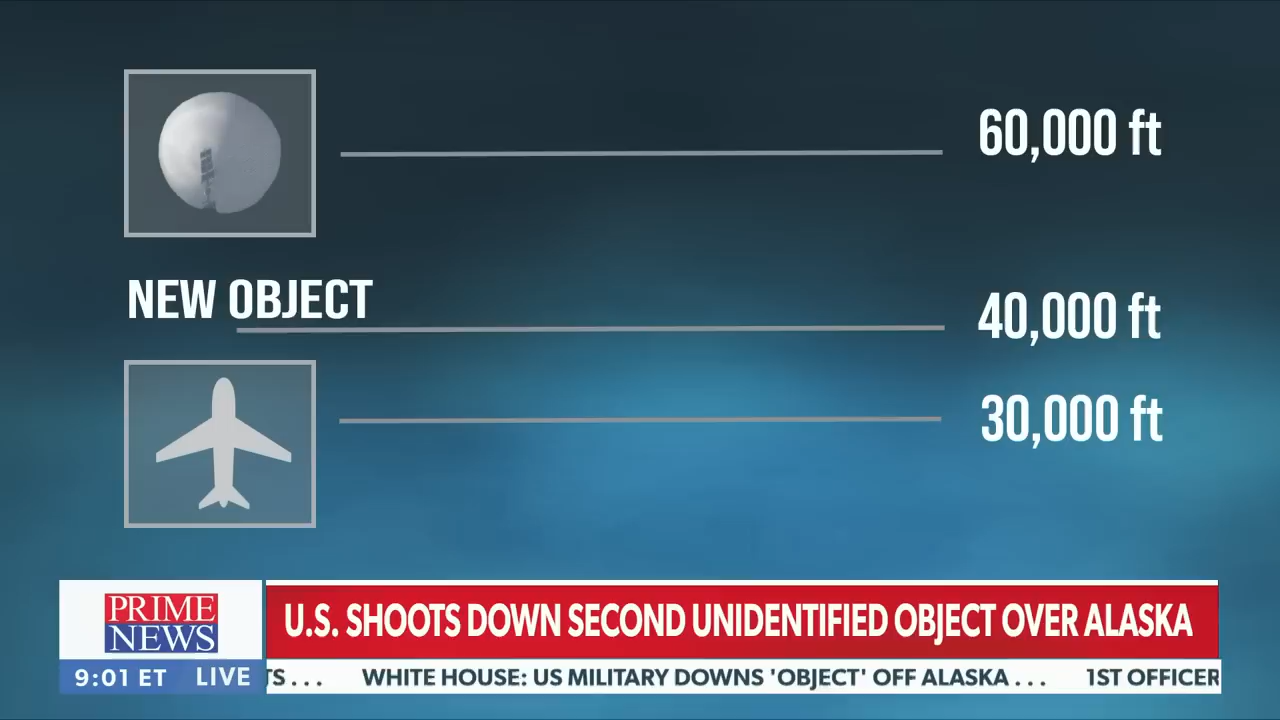 60,000 ft
NEW OBJECT
40,000 ft
30,000 ft
PRIME
NEWS
U.S. SHOOTS DOWN SECOND UNIDENTIFIED OBJECT OVER ALASKA
9:01 ET LIVE
TS . . . WHITE HOUSE: US MILITARY DOWNS 'OBJECT' OFF ALASKA . . . 1ST OFFICER